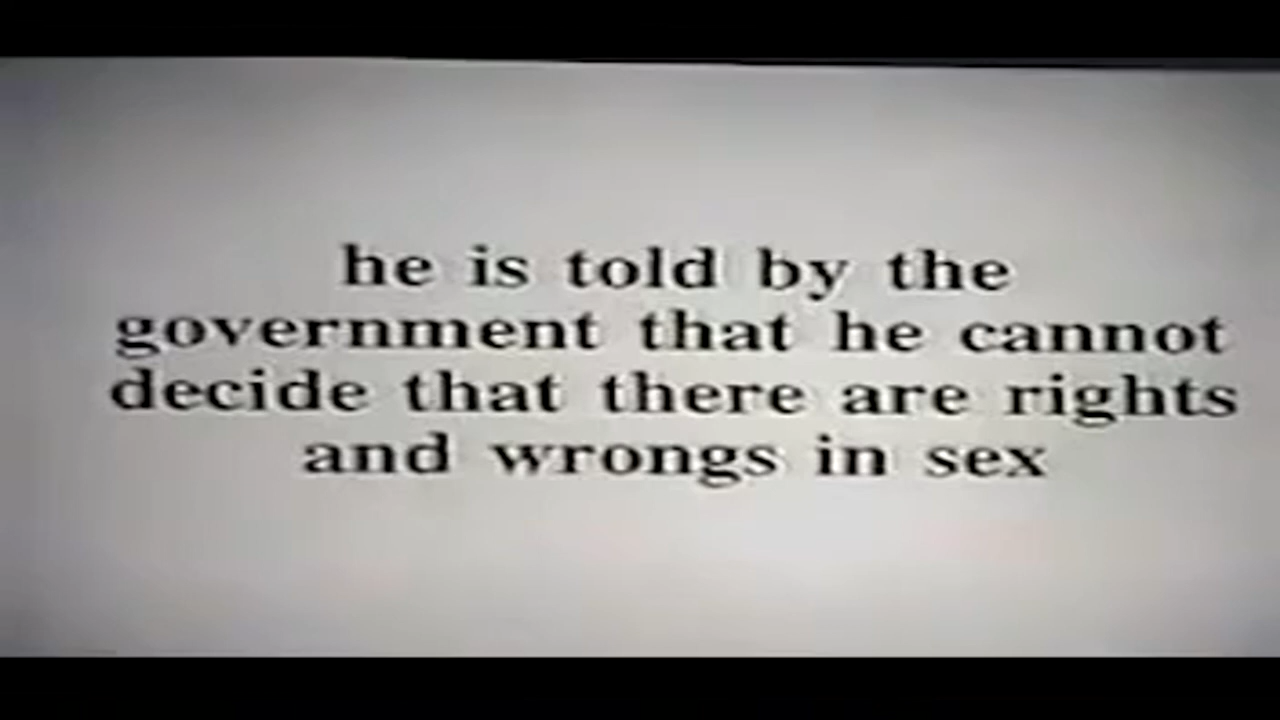 he is told by the
government that he cannot
decide that there are rights
and wrongs in sex